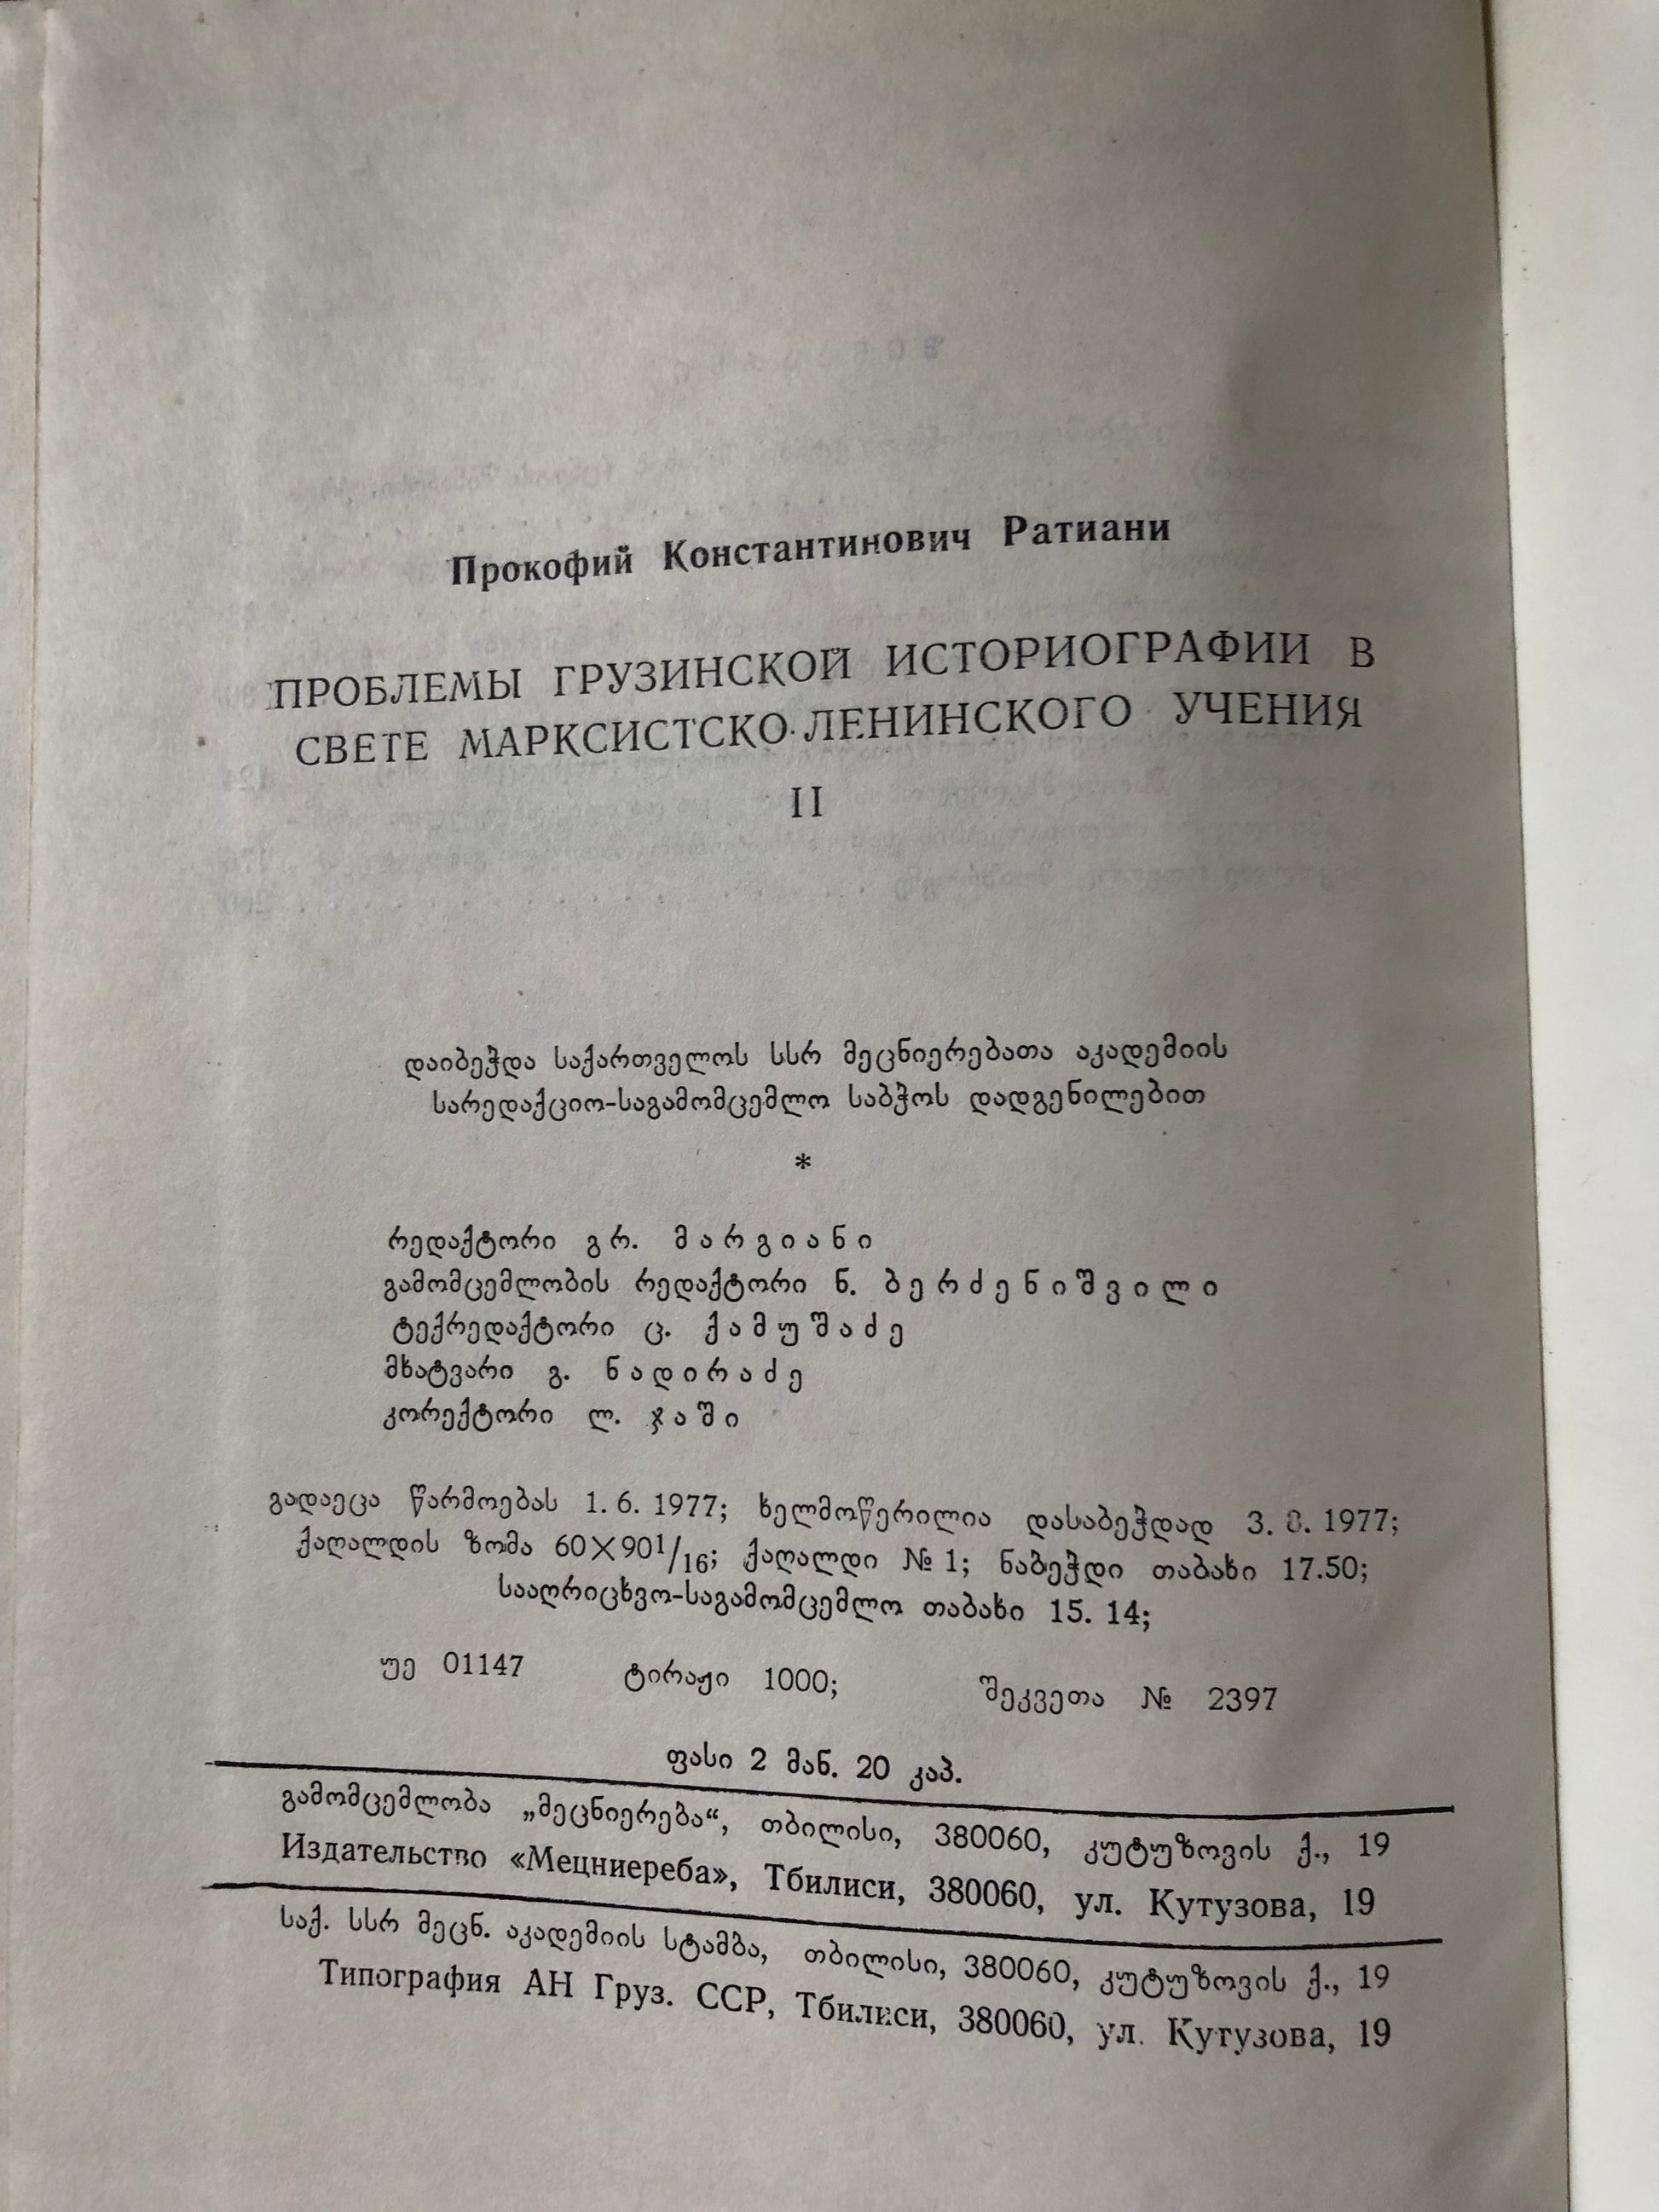 Прокофий Константинович Ратиани
ПРОБЛЕМЫ ГРУЗИНСКОЙ ИСТОРИОГРАФИИ В
СВЕТЕ МАРКСИСТСКО-ЛЕНИНСКОГО УЧЕНИЯ
II
დაიბეჭდა საქართველოს სსრ მეცნიერებათა აკადემიის
სარედაქციო-საგამომცემლო საბჭოს დადგენილებით
*
რედაქტორი გრ. მარგიანი
გამომცემლობის რედაქტორი ნ. ბერძენიშვილი
ტექრედაქტორი ც. ქამუშაძე
მხატვარი გ. ნადირაძე
კორექტორი ლ. ჯაში
გადაეცა წარმოებას 1. 6. 1977; ხელმოწერილია დასაბეჭდად 3. 8. 1977;
ქაღალდის ზომა 60×90¹/₁₆; ქაღალდი № 1; ნაბეჭდი თაბახი 17.50;
სააღრიცხვო-საგამომცემლო თაბახი 15. 14;
უე 01147 ტირაჟი 1000; შეკვეთა № 2397
ფასი 2 მან. 20 კაპ.
გამომცემლობა „მეცნიერება“, თბილისი, 380060, კუტუზოვის ქ., 19
Издательство «Мецниереба», Тбилиси, 380060, ул. Кутузова, 19
საქ. სსრ მეცნ. აკადემიის სტამბა, თბილისი, 380060, კუტუზოვის ქ., 19
Типография АН Груз. ССР, Тбилиси, 380060, ул. Кутузова, 19